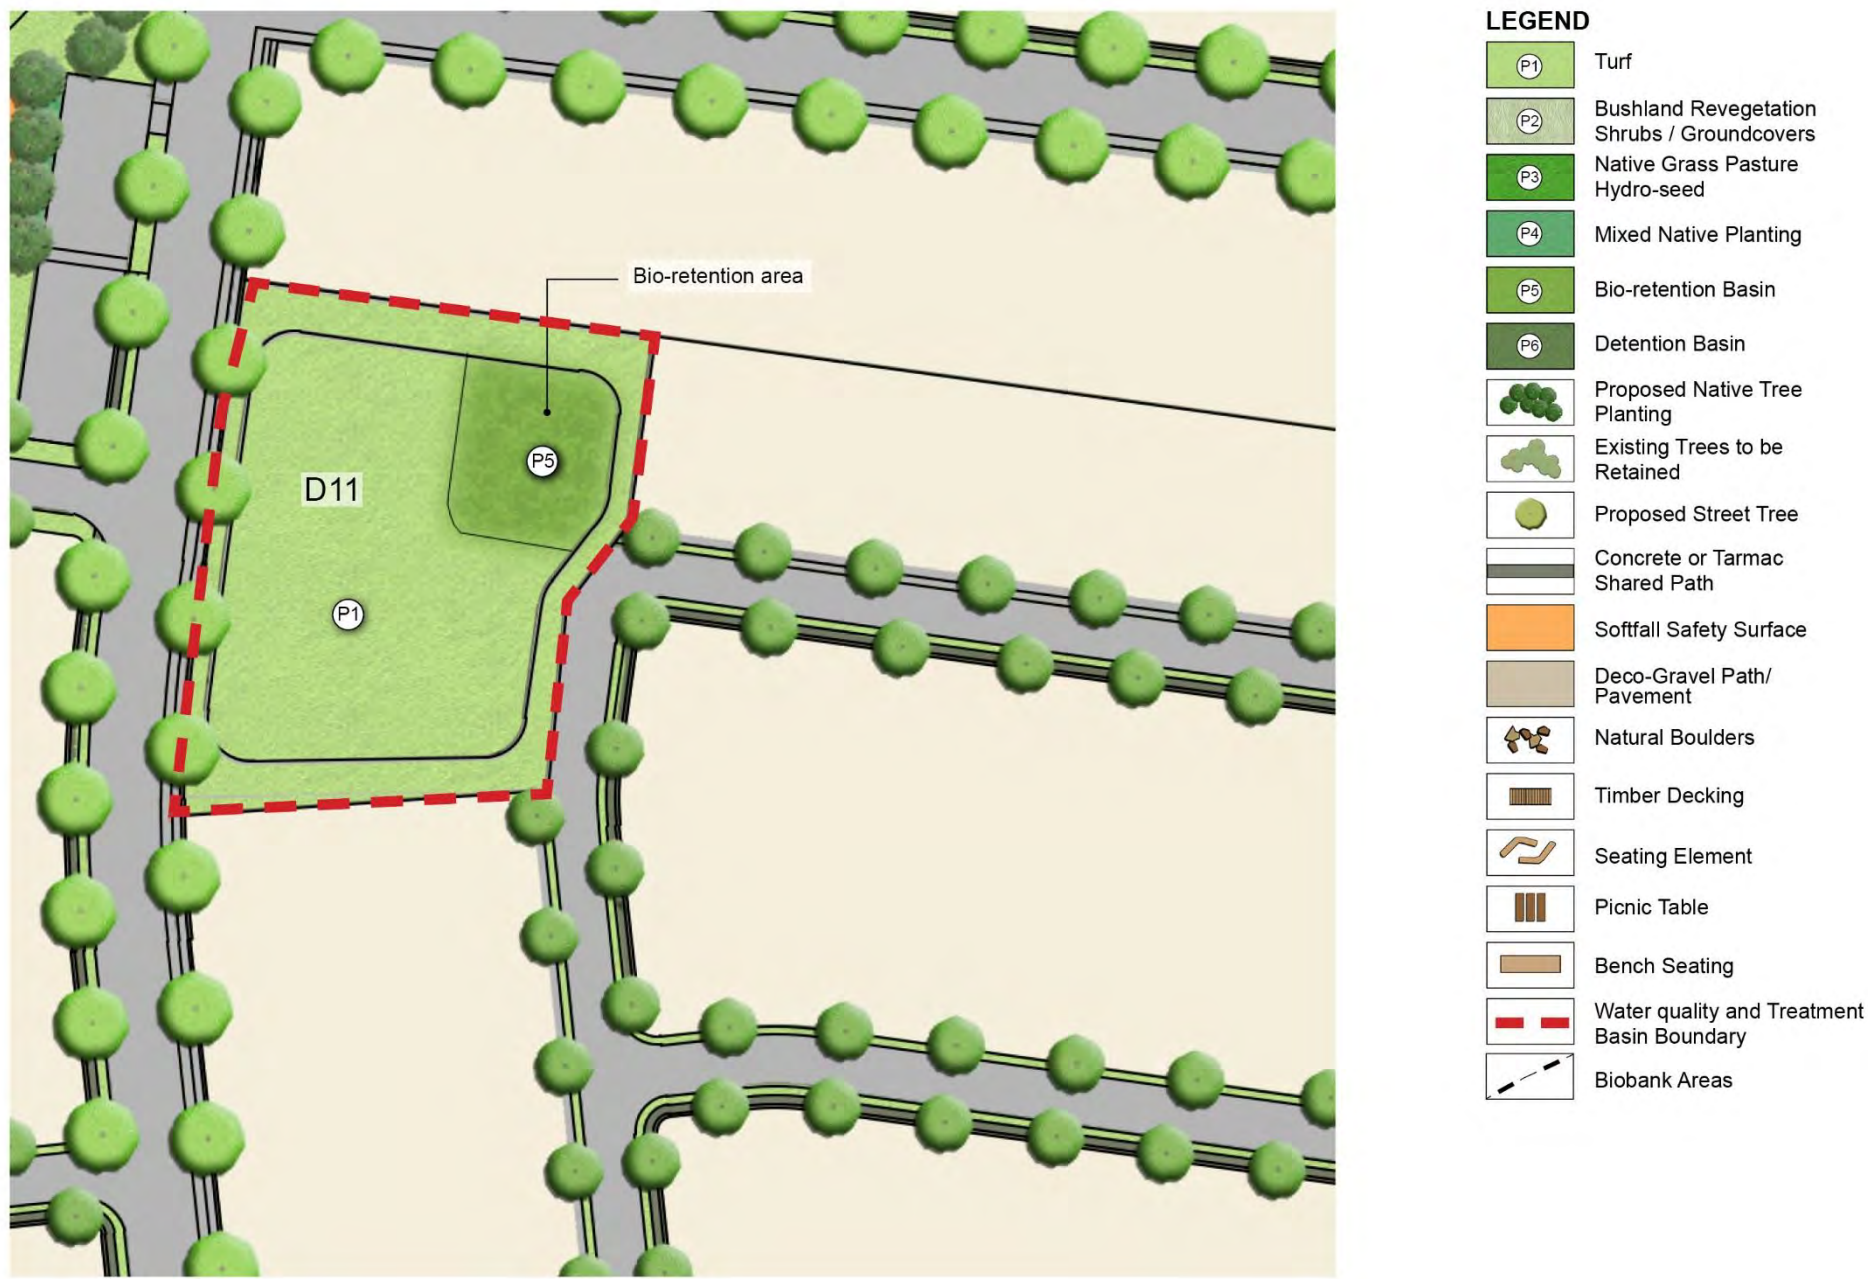 Bio-retention area
P5
D11
P1
LEGEND
P1 Turf
P2 Bushland Revegetation
Shrubs / Groundcovers
P3 Native Grass Pasture
Hydro-seed
P4 Mixed Native Planting
P5 Bio-retention Basin
P6 Detention Basin
Proposed Native Tree
Planting
Existing Trees to be
Retained
Proposed Street Tree
Concrete or Tarmac
Shared Path
Softfall Safety Surface
Deco-Gravel Path/
Pavement
Natural Boulders
Timber Decking
Seating Element
Picnic Table
Bench Seating
Water quality and Treatment
Basin Boundary
Biobank Areas